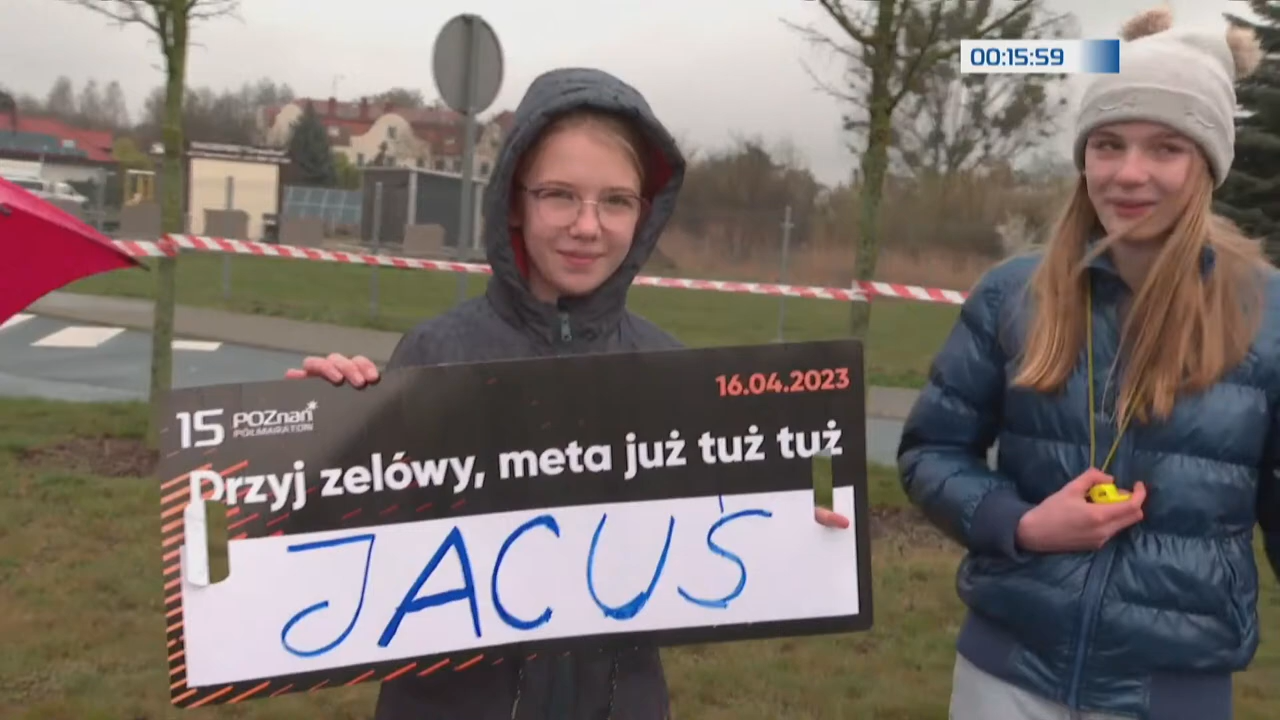 00:15:59
16.04.2023
15 POZnań
PÓŁMARATON
Drzyj zelówy, meta już tuż tuż
JACUŚ